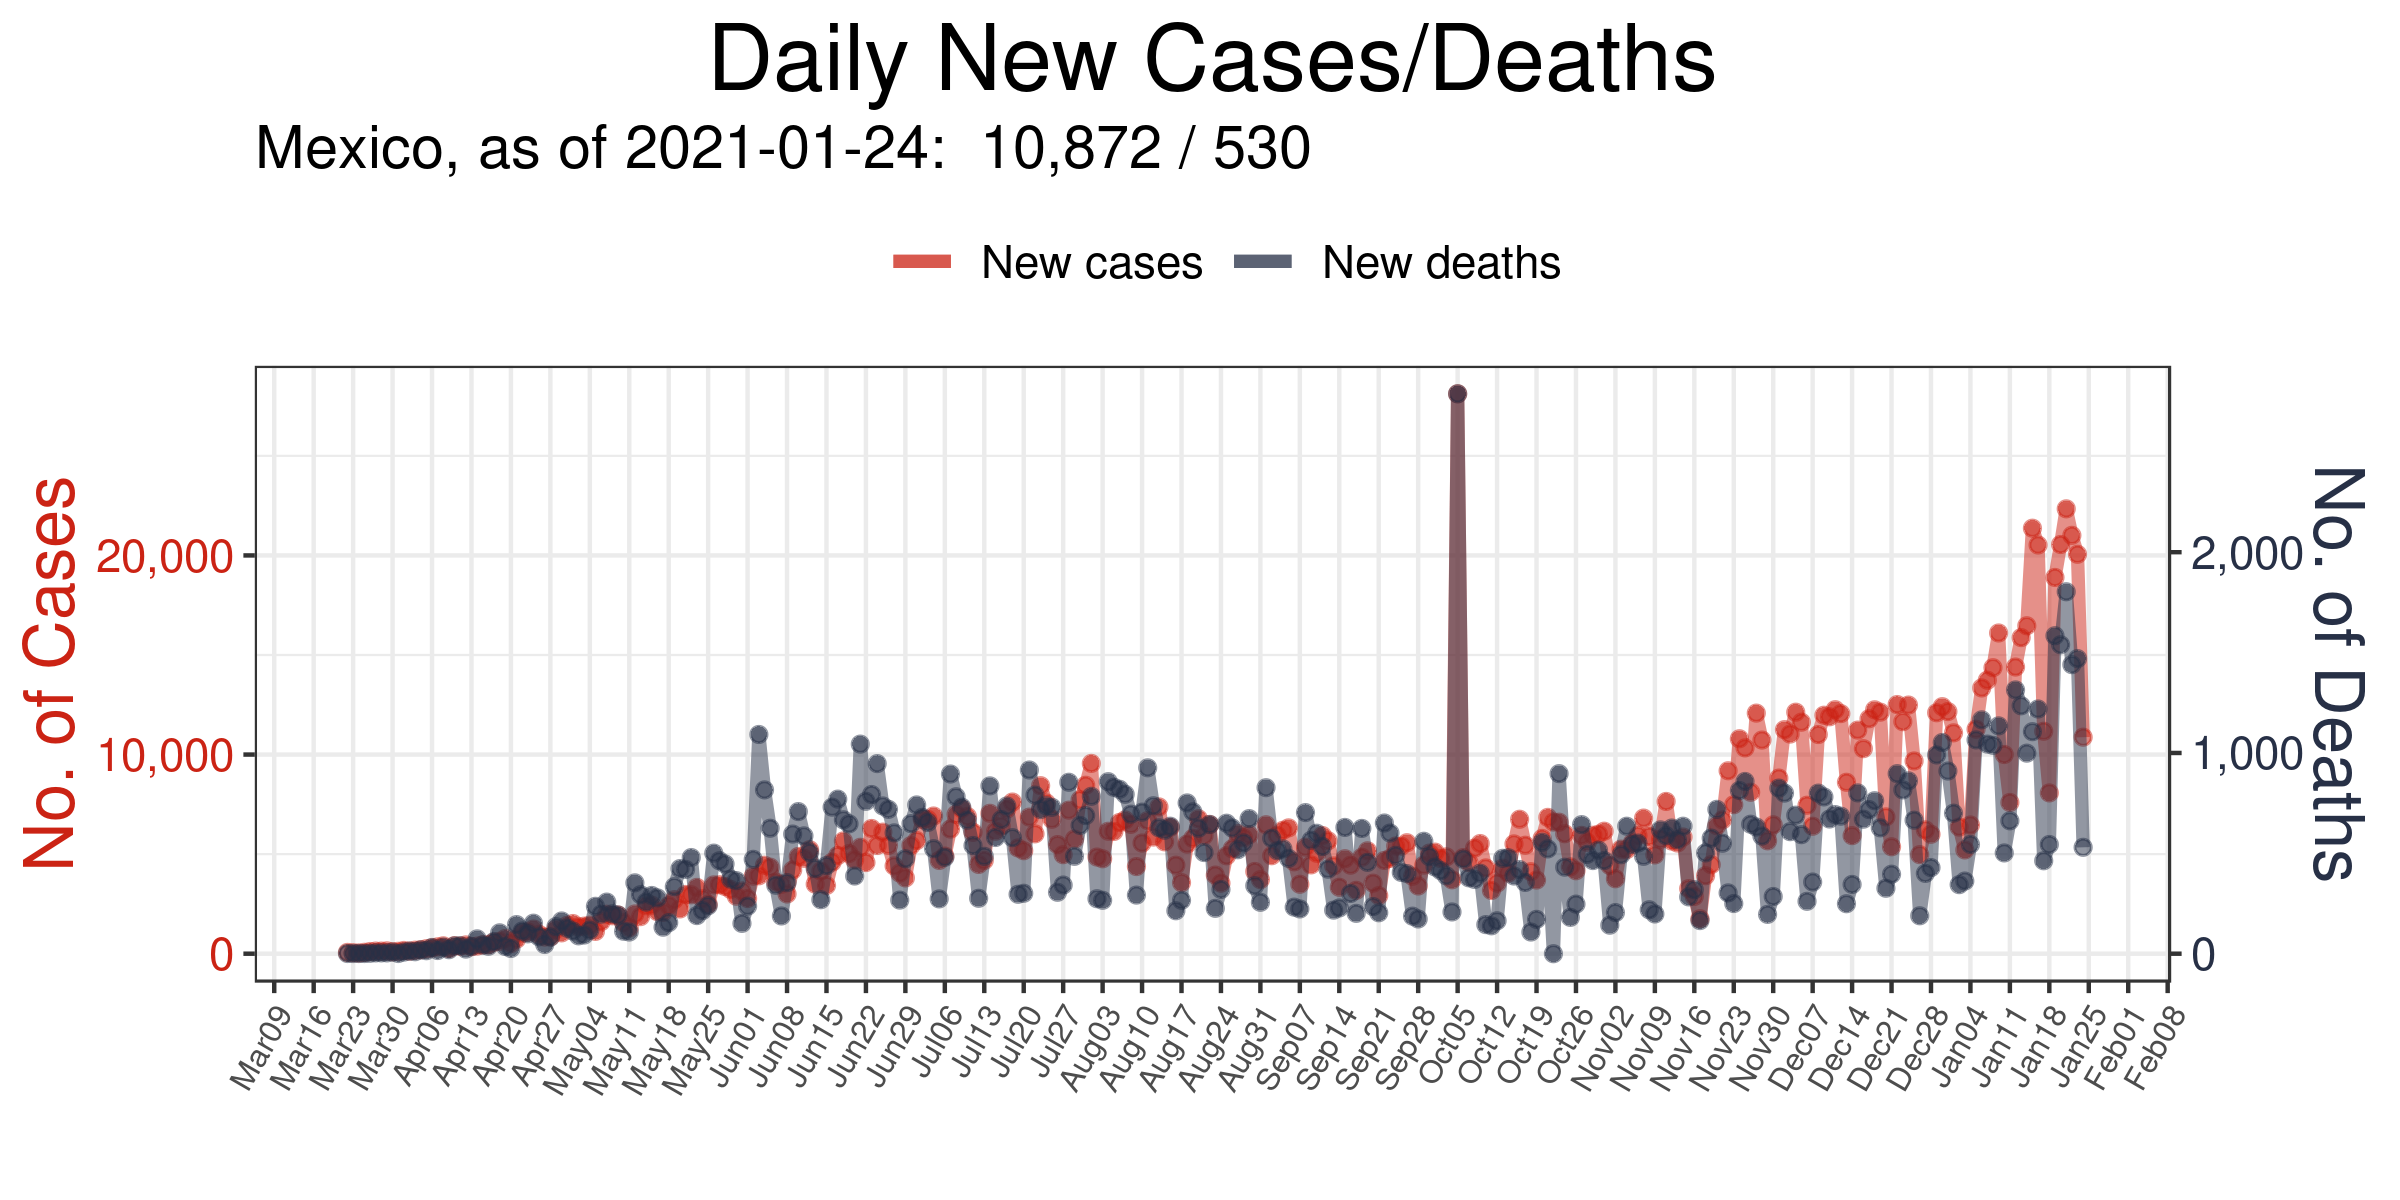 Daily New Cases/Deaths
Mexico, as of 2021-01-24:  10,872 / 530
New cases
New deaths
No. of Cases
20,000
10,000
0
2,000
1,000
0
No. of Deaths
Mar09
Mar16
Mar23
Mar30
Apr06
Apr13
Apr20
Apr27
May04
May11
May18
May25
Jun01
Jun08
Jun15
Jun22
Jun29
Jul06
Jul13
Jul20
Jul27
Aug03
Aug10
Aug17
Aug24
Aug31
Sep07
Sep14
Sep21
Sep28
Oct05
Oct12
Oct19
Oct26
Nov02
Nov09
Nov16
Nov23
Nov30
Dec07
Dec14
Dec21
Dec28
Dec04
Jan11
Jan18
Jan25
Feb01
Feb08